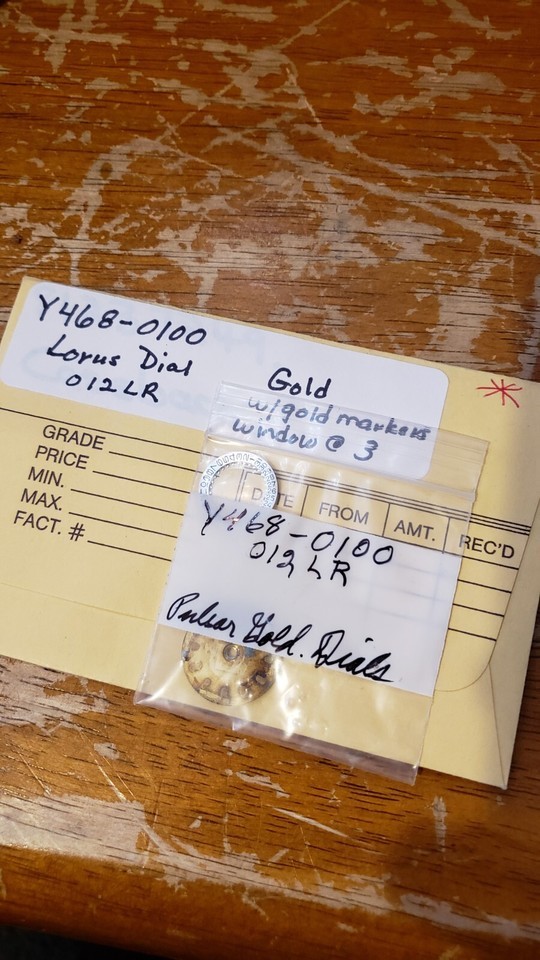 Y468-0100
Lorus Dial
012LR
Gold
w/gold markers
window @ 3
GRADE
PRICE
MIN.
MAX.
FACT. #
DATE
FROM
AMT.
REC'D
Y468-0100
012LR
Pulsar Gold. Dials